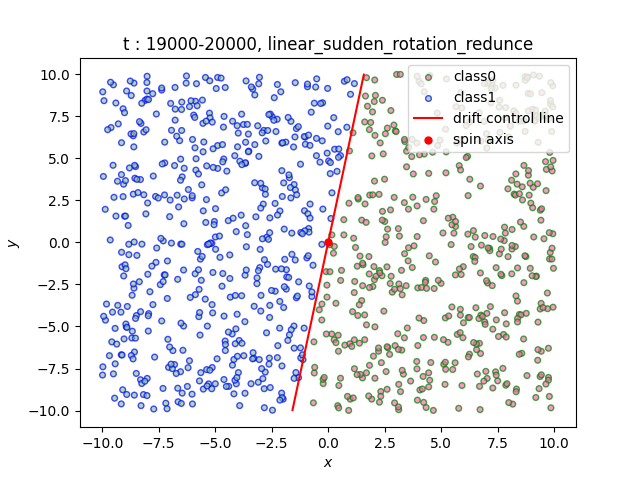 t : 19000-20000, linear_sudden_rotation_redunce
10.0
7.5
5.0
2.5
0.0
−2.5
−5.0
−7.5
−10.0
y
class0
class1
drift control line
spin axis
−10.0 −7.5 −5.0 −2.5 0.0 2.5 5.0 7.5 10.0
x